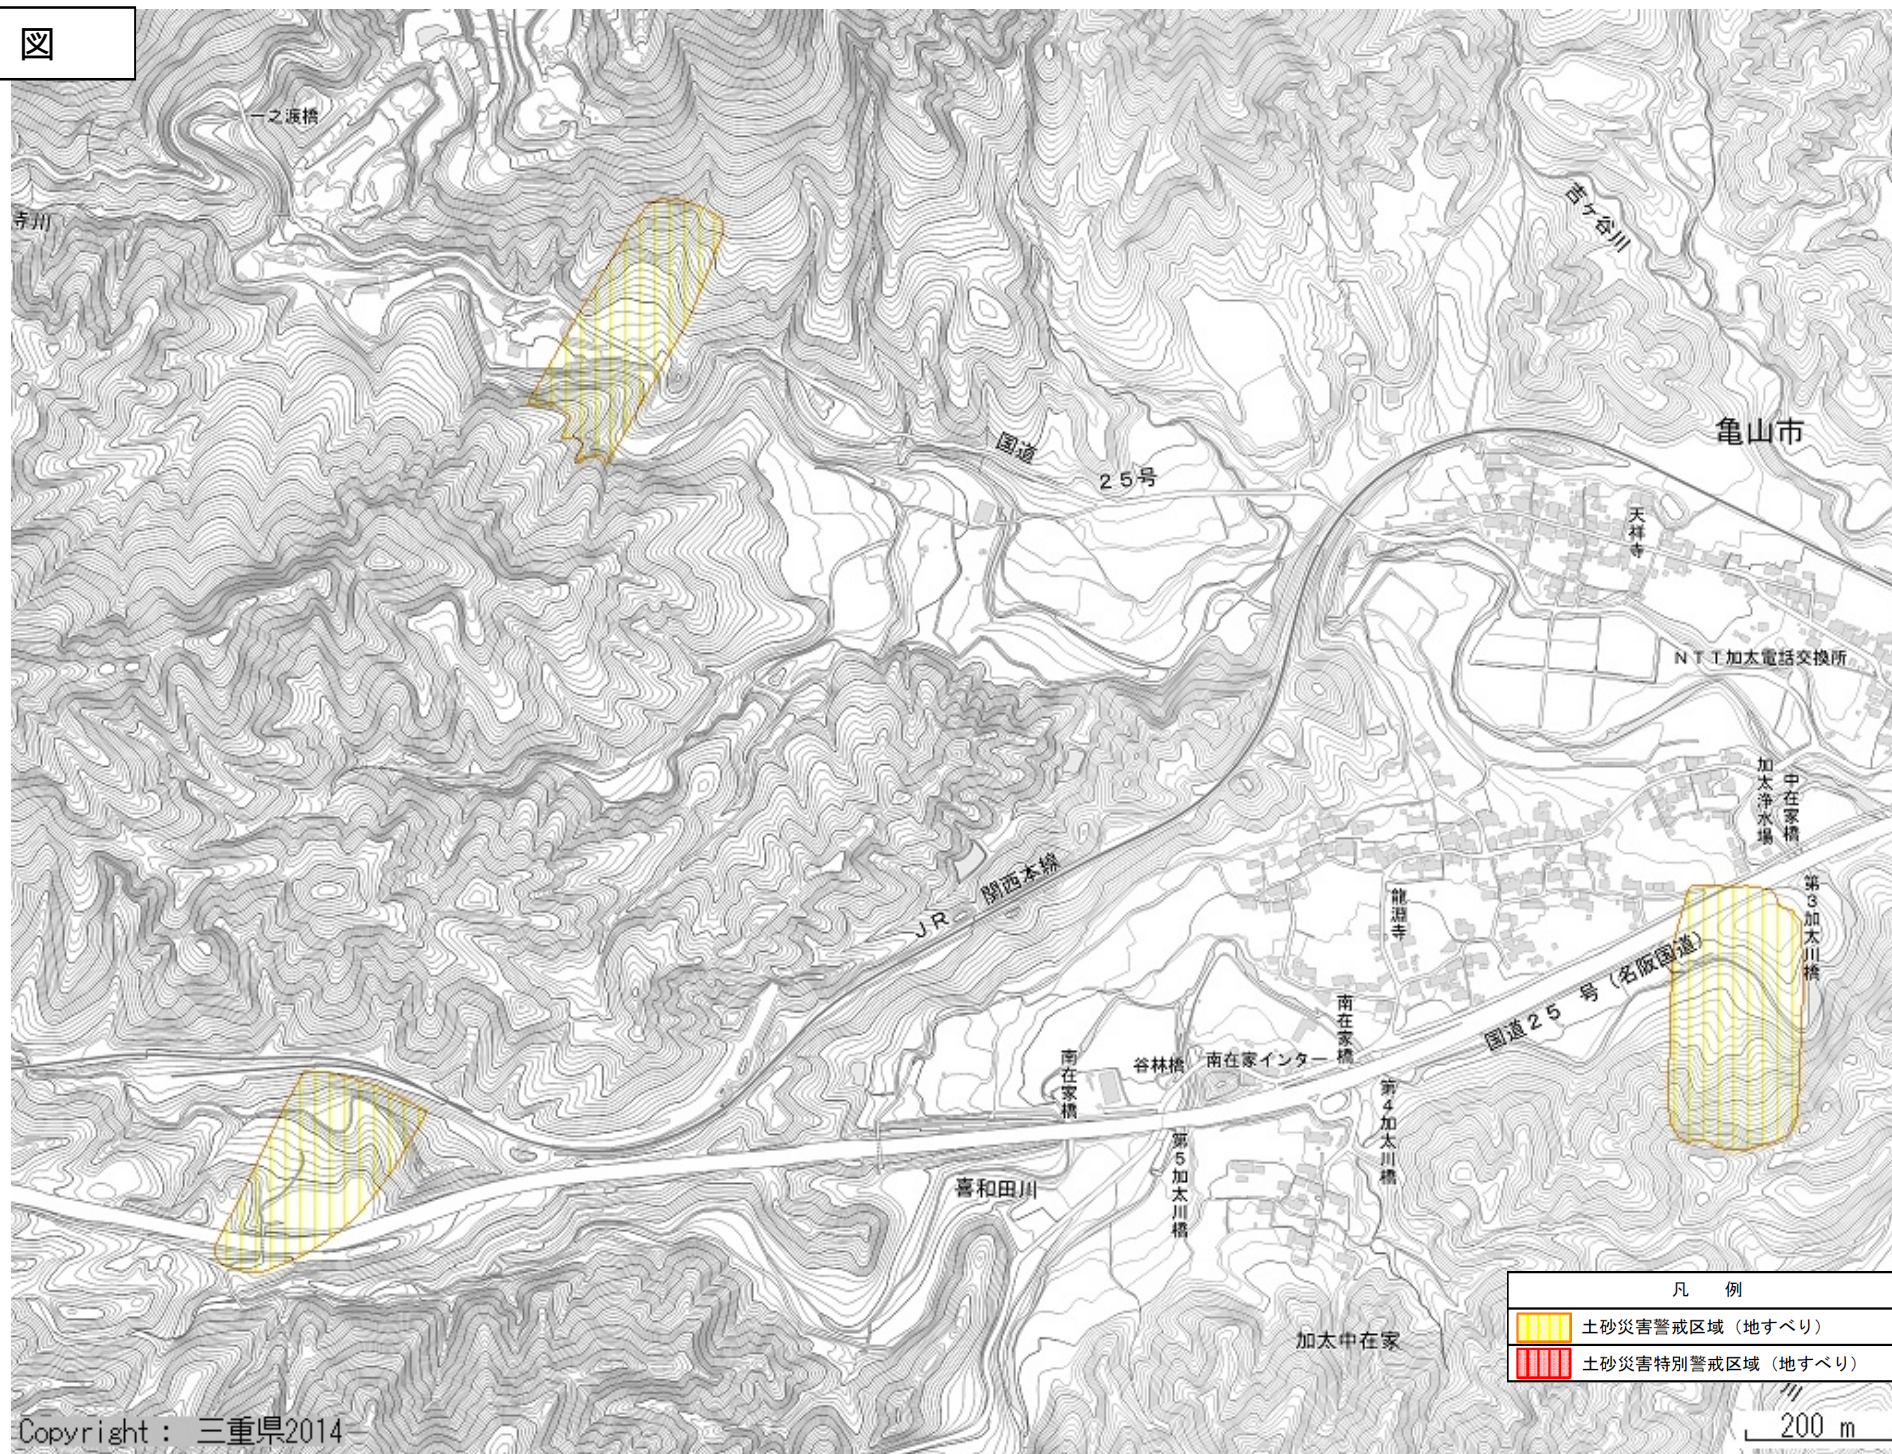 図
一之渡橋
寺川
吉ヶ谷川
亀山市
国道
25号
天祥寺
NTT加太電話交換所
加太浄水場
中在家橋
JR 関西本線
龍淵寺
第3加太川橋
国道25号(名阪国道)
南在家橋
南在家橋
谷林橋
南在家インター
第4加太川橋
第5加太川橋
喜和田川
加太中在家
凡 例
土砂災害警戒区域(地すべり)
土砂災害特別警戒区域(地すべり)
川
Copyright: 三重県2014
200 m